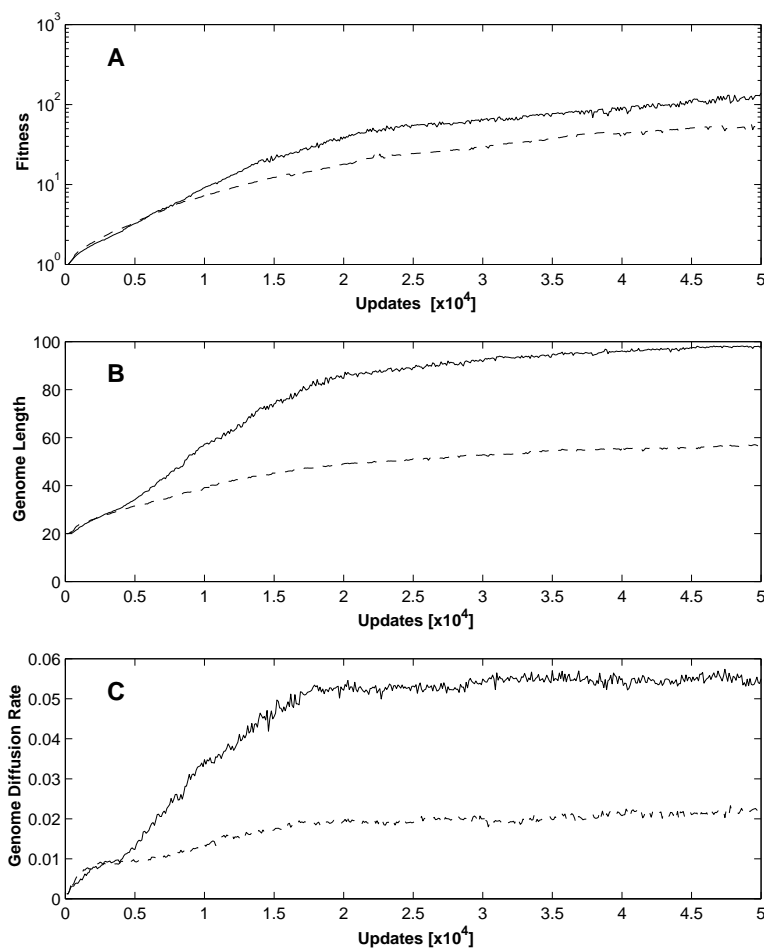 A
10^3
10^2
10^1
10^0
Fitness
0 0.5 1 1.5 2 2.5 3 3.5 4 4.5 5
Updates [x10^4]
B
100
80
60
40
20
0
Genome Length
0 0.5 1 1.5 2 2.5 3 3.5 4 4.5 5
Updates [x10^4]
C
0.06
0.05
0.04
0.03
0.02
0.01
0
Genome Diffusion Rate
0 0.5 1 1.5 2 2.5 3 3.5 4 4.5 5
Updates [x10^4]